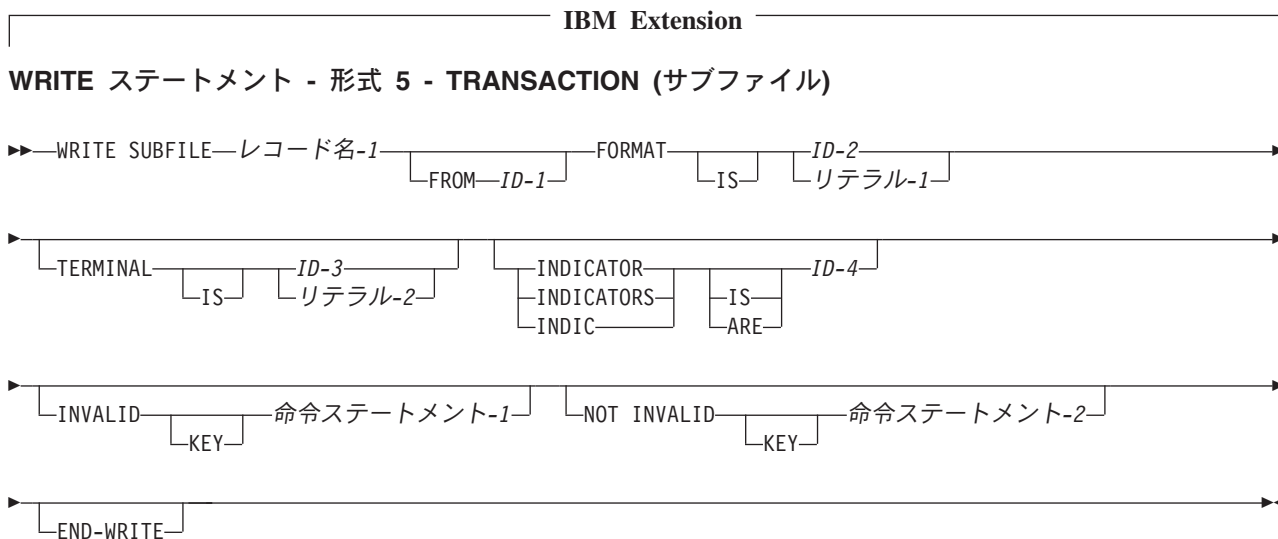 IBM Extension
WRITE ステートメント - 形式 5 - TRANSACTION (サブファイル)
WRITE SUBFILE レコード名-1 FORMAT ID-2
FROM ID-1 IS リテラル-1
TERMINAL ID-3 INDICATOR ID-4
IS リテラル-2 INDICATORS IS
INDIC ARE
INVALID 命令ステートメント-1 NOT INVALID 命令ステートメント-2
KEY KEY
END-WRITE